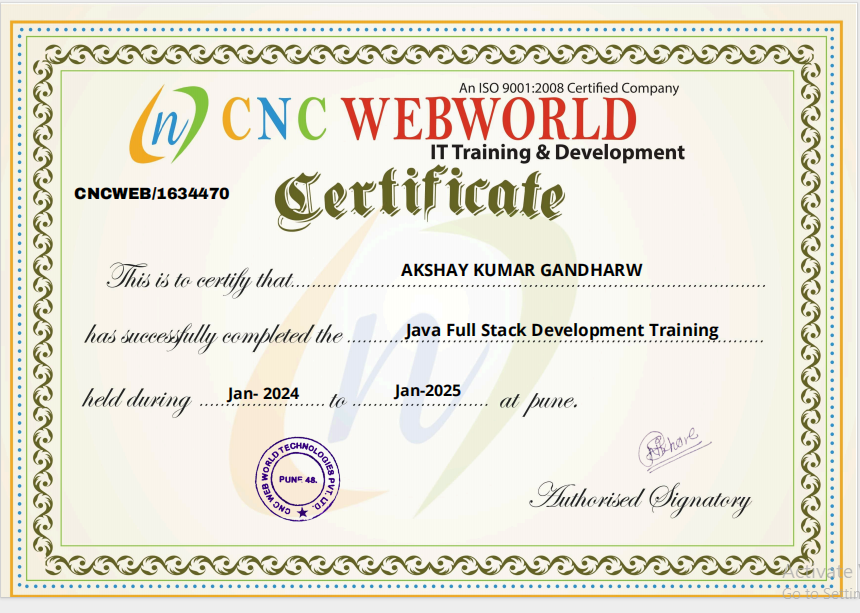 An ISO 9001:2008 Certified Company
n CNC WEBWORLD
IT Training & Development
CNCWEB/1634470
Certificate
This is to certify that.......... AKSHAY KUMAR GANDHARW
has successfully completed the .......... Java Full Stack Development Training
held during .......... Jan- 2024 .......... to .......... Jan-2025 .......... at pune.
CNC WEB WORLD TECHNOLOGIES PVT. LTD.
PUNE 48.
Authorised Signatory
Activate
Go to